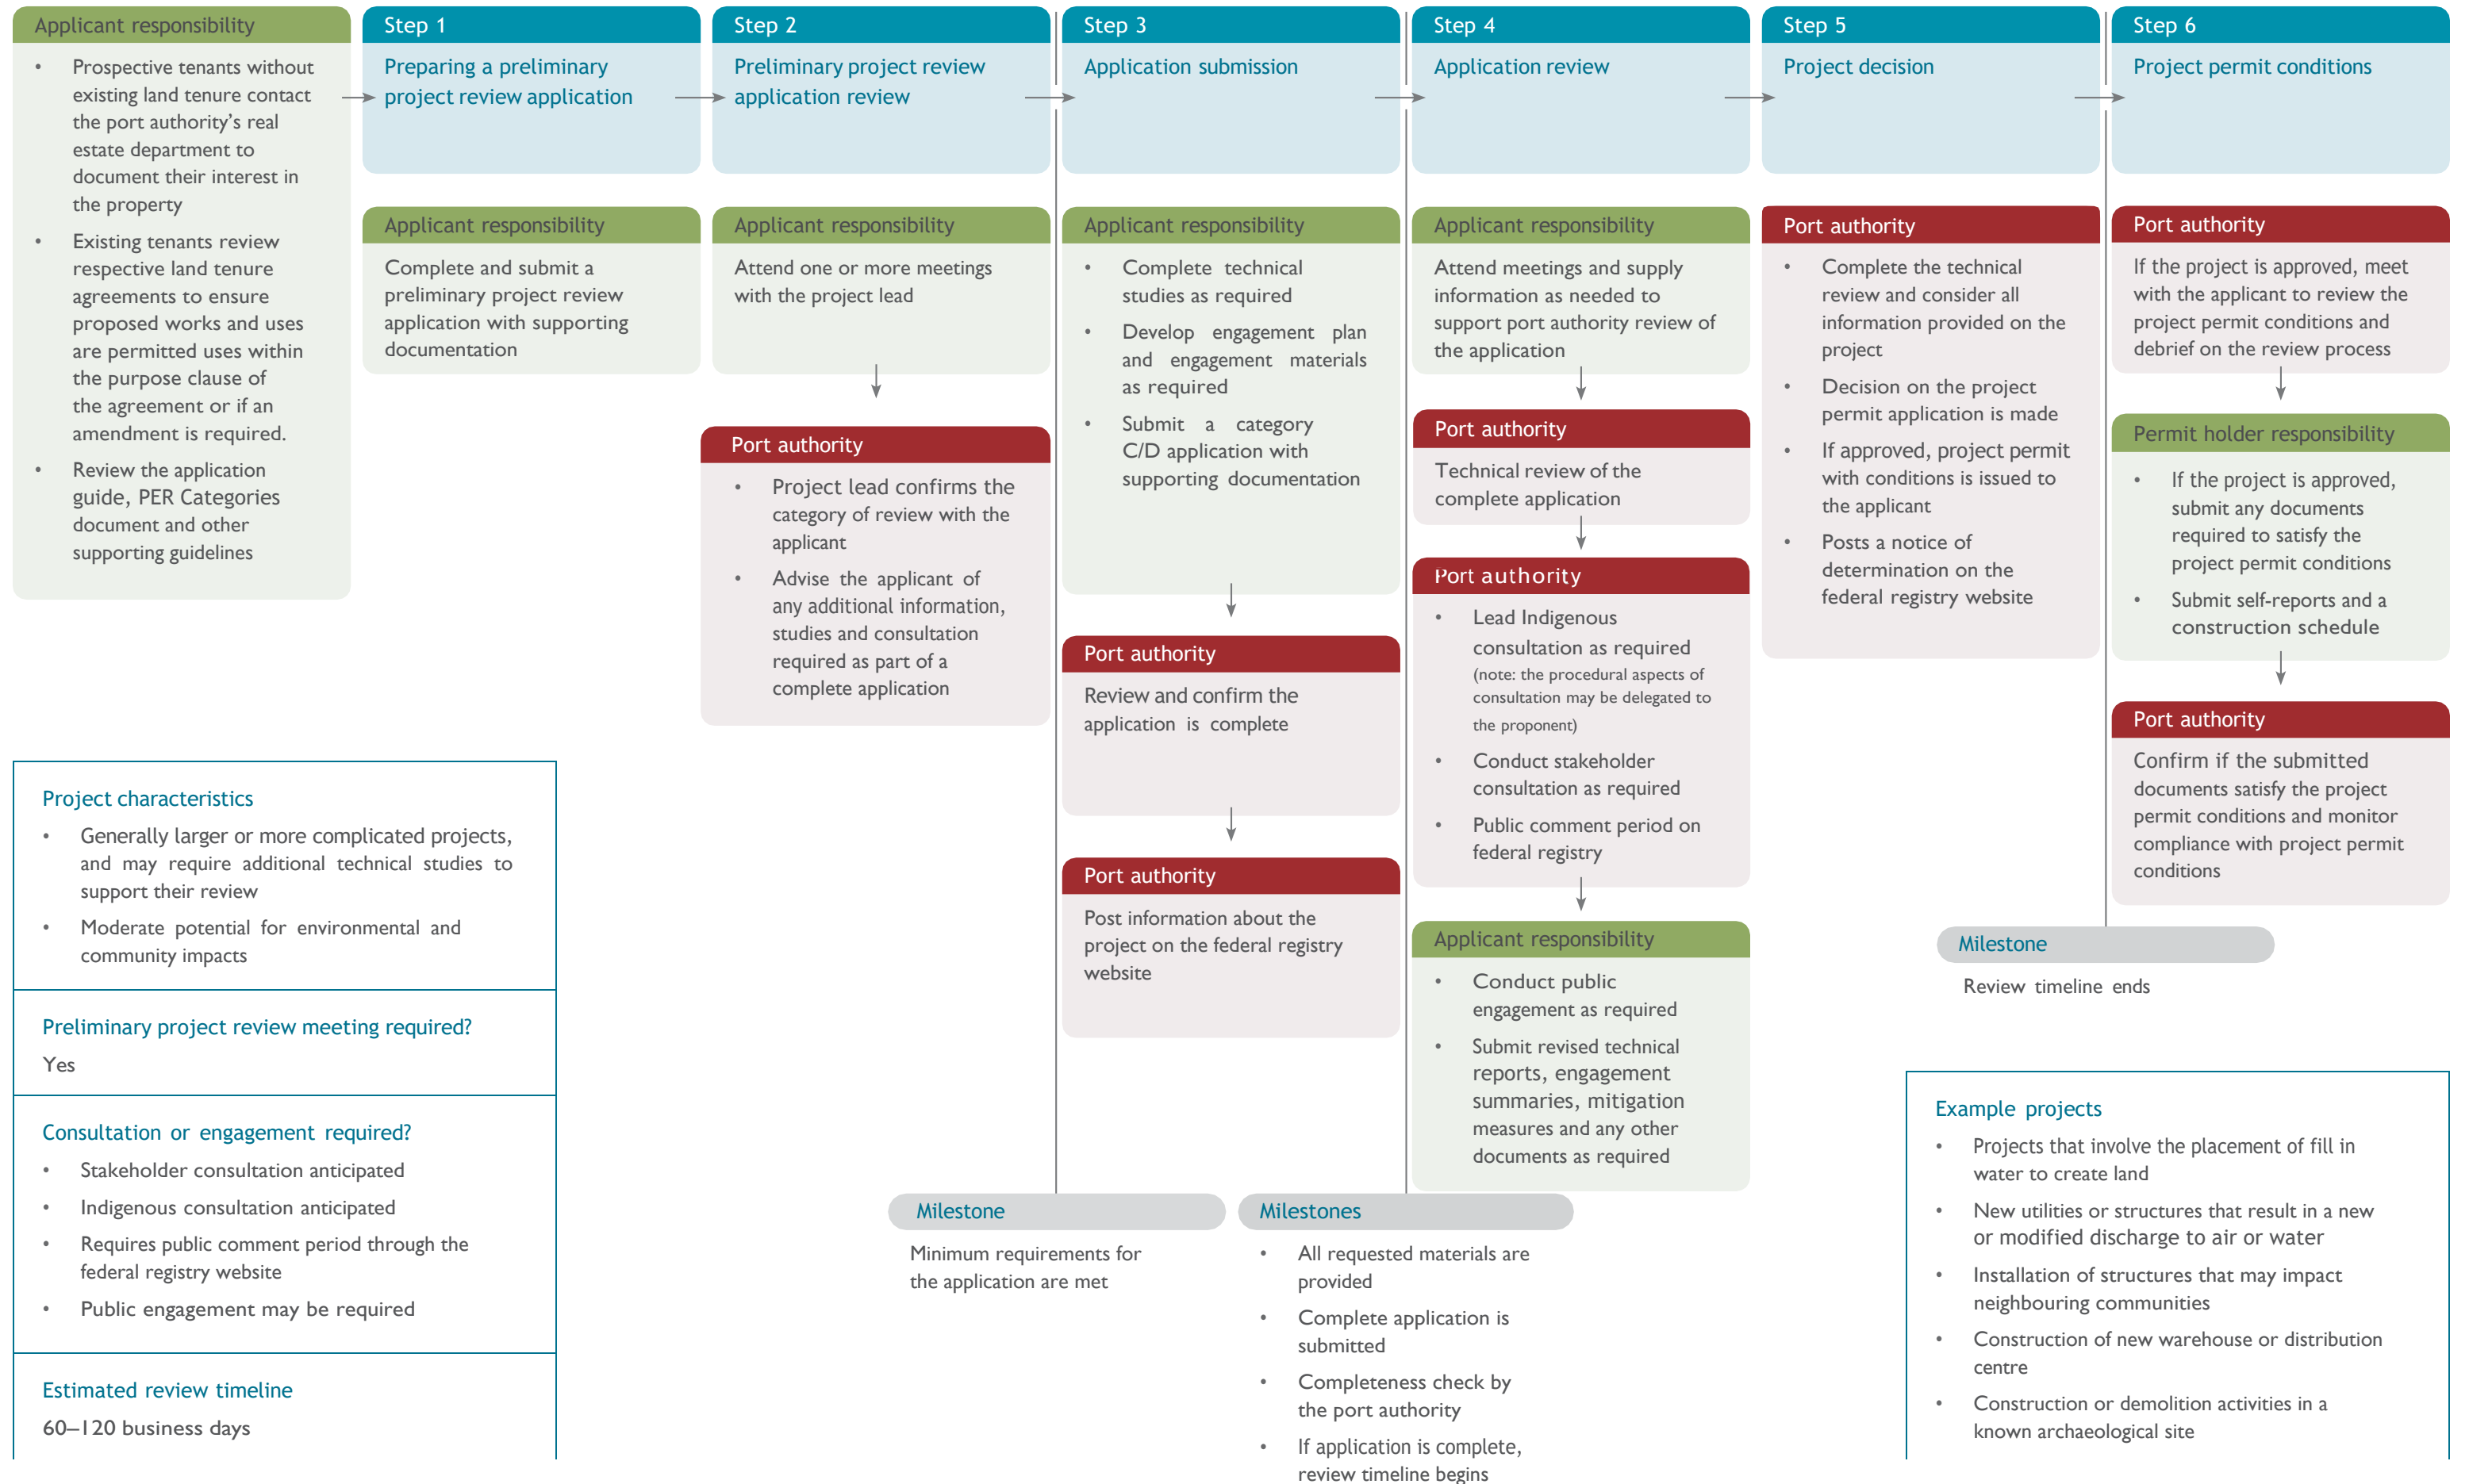 Applicant responsibility
• Prospective tenants without
existing land tenure contact
the port authority’s real
estate department to
document their interest in
the property
• Existing tenants review
respective land tenure
agreements to ensure
proposed works and uses
are permitted uses within
the purpose clause of
the agreement or if an
amendment is required.
• Review the application
guide, PER Categories
document and other
supporting guidelines
Step 1
Preparing a preliminary
project review application
Applicant responsibility
Complete and submit a
preliminary project review
application with supporting
documentation
Step 2
Preliminary project review
application review
Applicant responsibility
Attend one or more meetings
with the project lead
Port authority
• Project lead confirms the
category of review with the
applicant
• Advise the applicant of
any additional information,
studies and consultation
required as part of a
complete application
Step 3
Application submission
Applicant responsibility
• Complete technical
studies as required
• Develop engagement plan
and engagement materials
as required
• Submit a category
C/D application with
supporting documentation
Port authority
Review and confirm the
application is complete
Port authority
Post information about the
project on the federal registry
website
Step 4
Application review
Applicant responsibility
Attend meetings and supply
information as needed to
support port authority review of
the application
Port authority
Technical review of the
complete application
Port authority
• Lead Indigenous
consultation as required
(note: the procedural aspects of
consultation may be delegated to
the proponent)
• Conduct stakeholder
consultation as required
• Public comment period on
federal registry
Applicant responsibility
• Conduct public
engagement as required
• Submit revised technical
reports, engagement
summaries, mitigation
measures and any other
documents as required
Step 5
Project decision
Port authority
• Complete the technical
review and consider all
information provided on the
project
• Decision on the project
permit application is made
• If approved, project permit
with conditions is issued to
the applicant
• Posts a notice of
determination on the
federal registry website
Step 6
Project permit conditions
Port authority
If the project is approved, meet
with the applicant to review the
project permit conditions and
debrief on the review process
Permit holder responsibility
• If the project is approved,
submit any documents
required to satisfy the
project permit conditions
• Submit self-reports and a
construction schedule
Port authority
Confirm if the submitted
documents satisfy the project
permit conditions and monitor
compliance with project permit
conditions
Project characteristics
• Generally larger or more complicated projects,
and may require additional technical studies to
support their review
• Moderate potential for environmental and
community impacts
Preliminary project review meeting required?
Yes
Consultation or engagement required?
• Stakeholder consultation anticipated
• Indigenous consultation anticipated
• Requires public comment period through the
federal registry website
• Public engagement may be required
Estimated review timeline
60–120 business days
Milestone
Minimum requirements for
the application are met
Milestones
• All requested materials are
provided
• Complete application is
submitted
• Completeness check by
the port authority
• If application is complete,
review timeline begins
Milestone
Review timeline ends
Example projects
• Projects that involve the placement of fill in
water to create land
• New utilities or structures that result in a new
or modified discharge to air or water
• Installation of structures that may impact
neighbouring communities
• Construction of new warehouse or distribution
centre
• Construction or demolition activities in a
known archaeological site